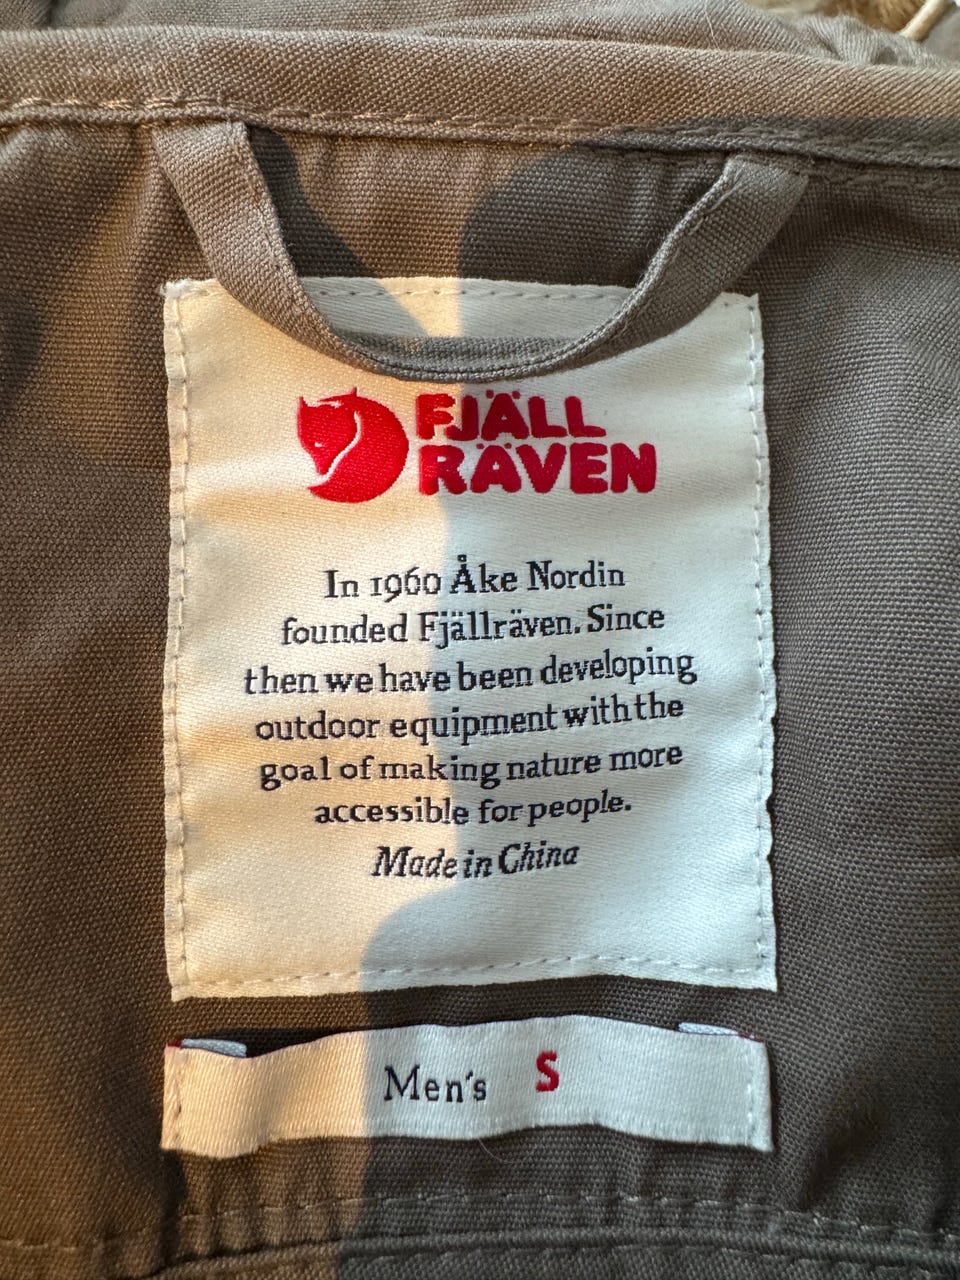 FJÄLL
RÄVEN
In 1960 Åke Nordin
founded Fjällräven. Since
then we have been developing
outdoor equipment with the
goal of making nature more
accessible for people.
Made in China
Men's S